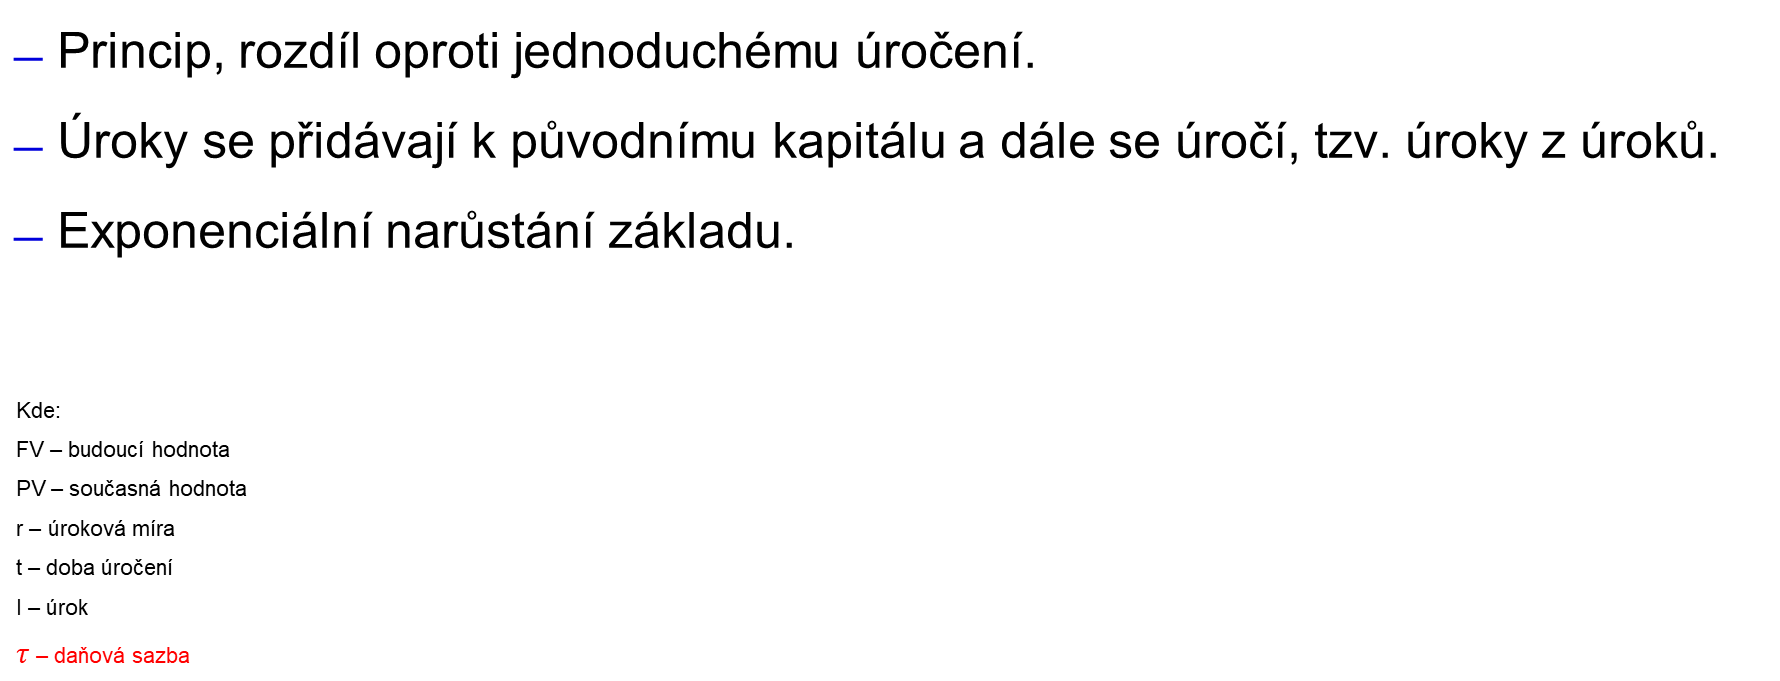 – Princip, rozdíl oproti jednoduchému úročení.
– Úroky se přidávají k původnímu kapitálu a dále se úročí, tzv. úroky z úroků.
– Exponenciální narůstání základu.
Kde:
FV – budoucí hodnota
PV – současná hodnota
r – úroková míra
t – doba úročení
I – úrok
τ – daňová sazba